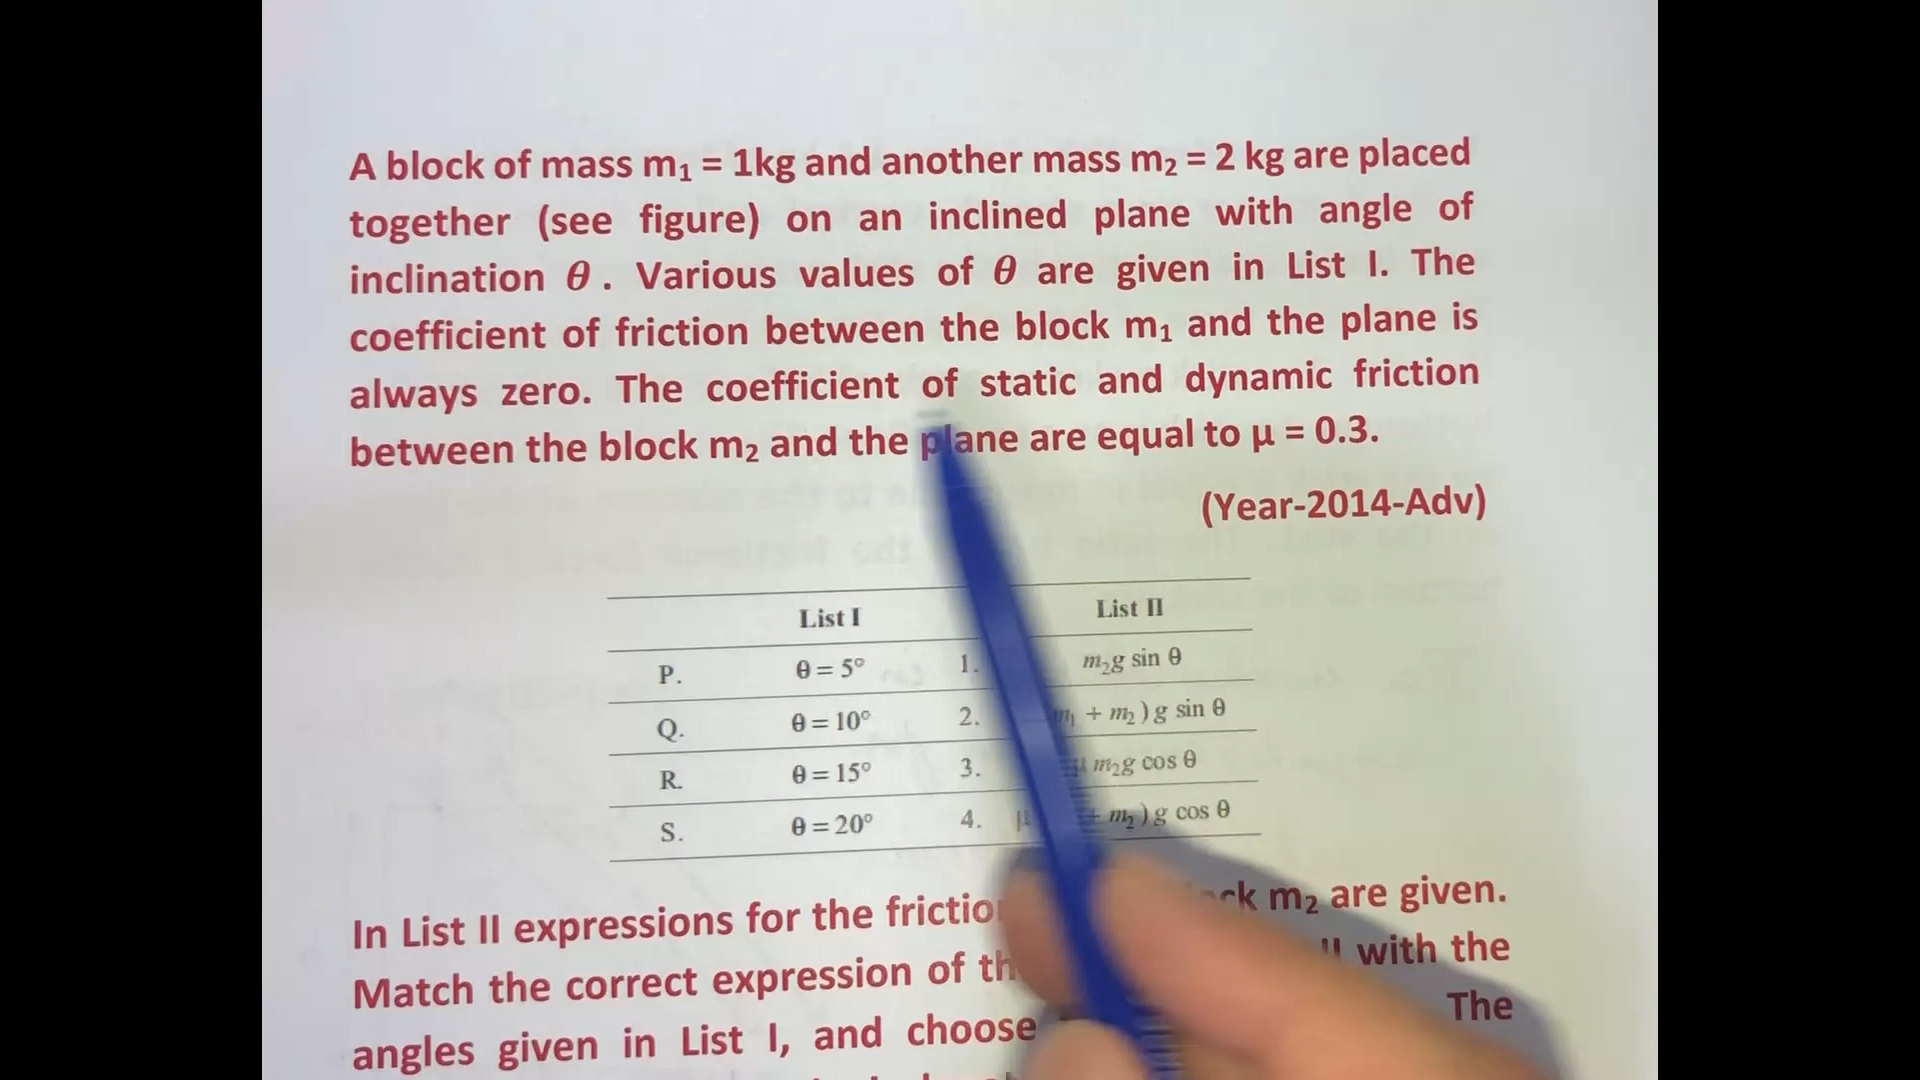 A block of mass m₁ = 1kg and another mass m₂ = 2 kg are placed
together (see figure) on an inclined plane with angle of
inclination θ . Various values of θ are given in List I. The
coefficient of friction between the block m₁ and the plane is
always zero. The coefficient of static and dynamic friction
between the block m₂ and the plane are equal to μ = 0.3.
(Year-2014-Adv)
List I List II
P. θ = 5° 1. m₂g sin θ
Q. θ = 10° 2. m₁ + m₂ ) g sin θ
R. θ = 15° 3. μ m₂g cos θ
S. θ = 20° 4. μ + m₂ ) g cos θ
In List II expressions for the m₂ are given.
Match the correct expression of with the
angles given in List I, and choose The